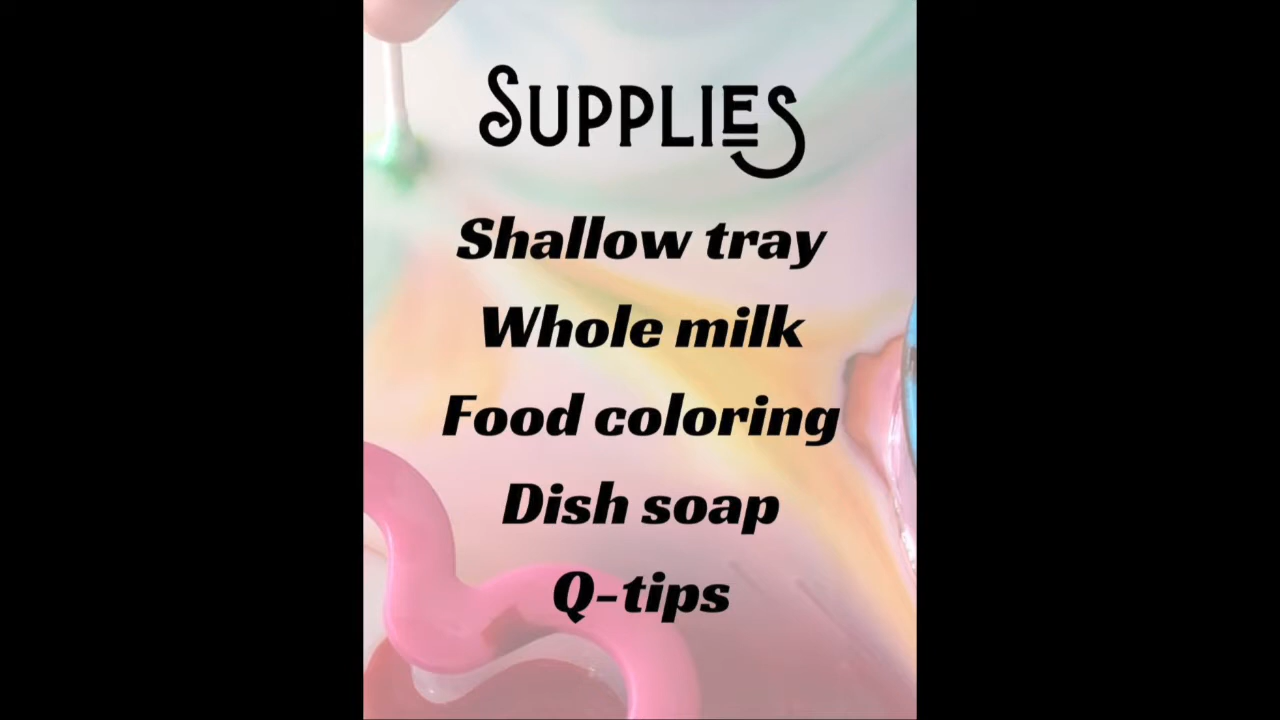 Supplies
Shallow tray
Whole milk
Food coloring
Dish soap
Q-tips